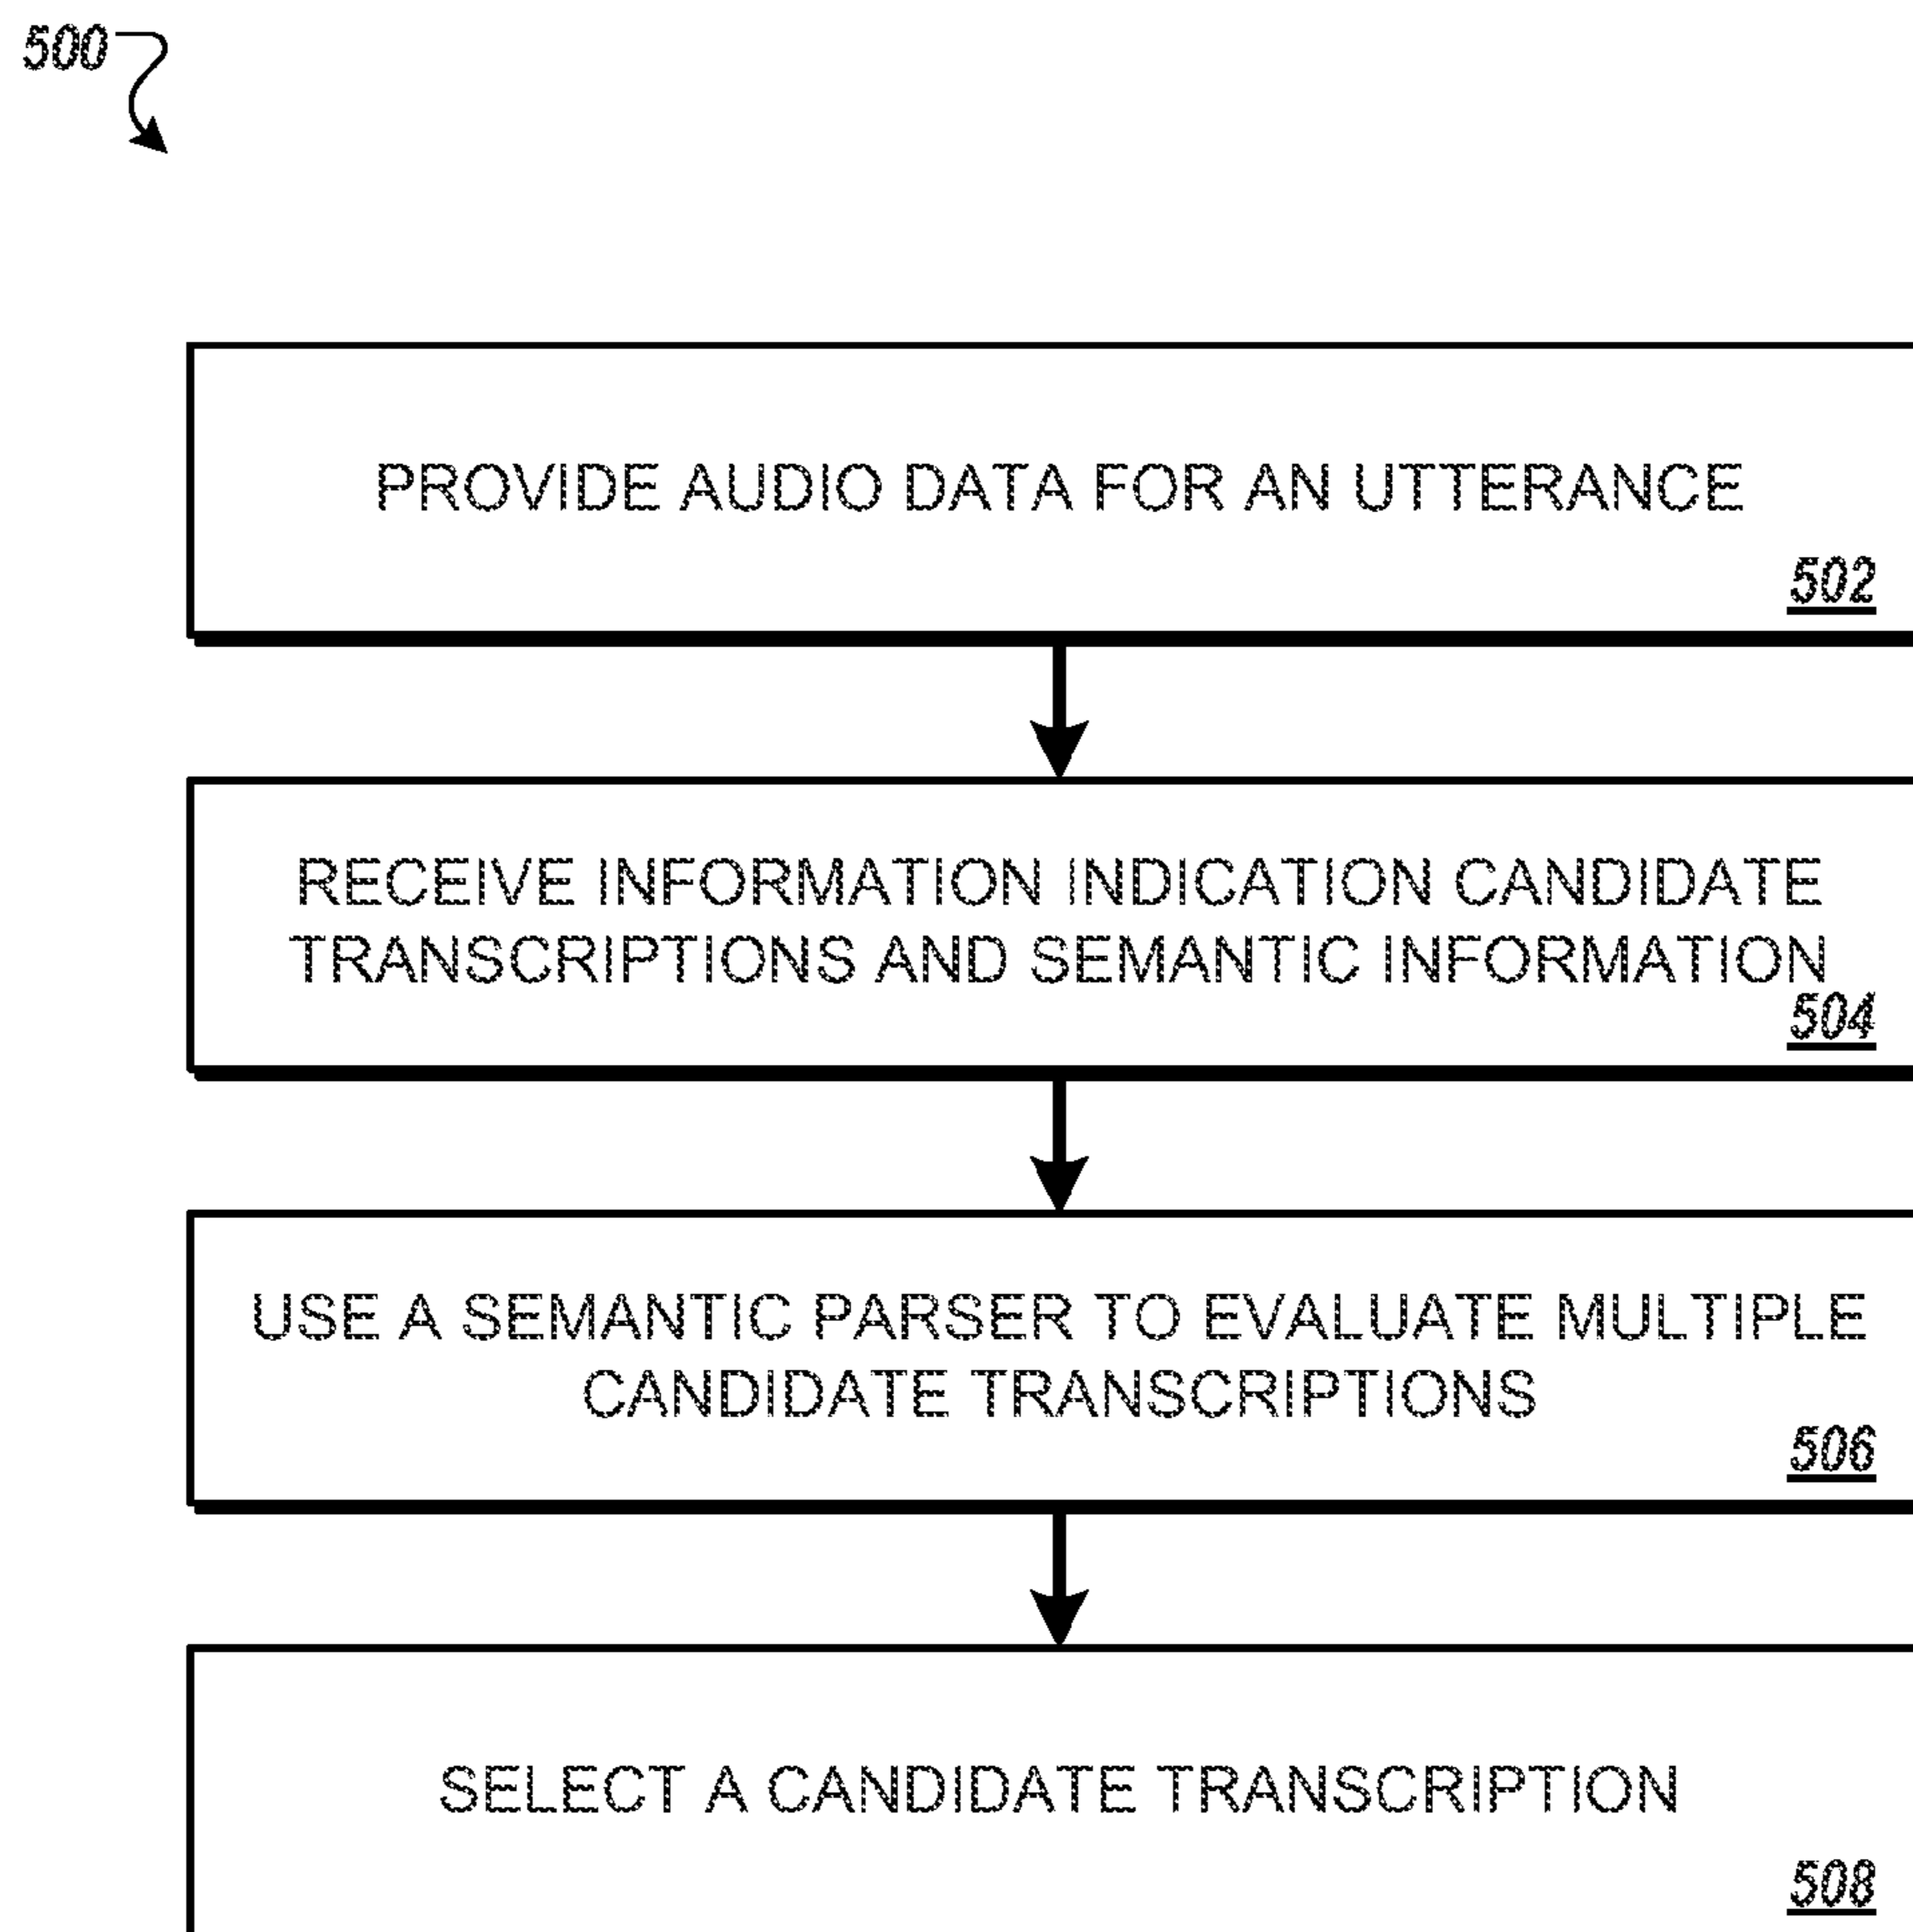 500
PROVIDE AUDIO DATA FOR AN UTTERANCE
502
RECEIVE INFORMATION INDICATION CANDIDATE
TRANSCRIPTIONS AND SEMANTIC INFORMATION
504
USE A SEMANTIC PARSER TO EVALUATE MULTIPLE
CANDIDATE TRANSCRIPTIONS
506
SELECT A CANDIDATE TRANSCRIPTION
508